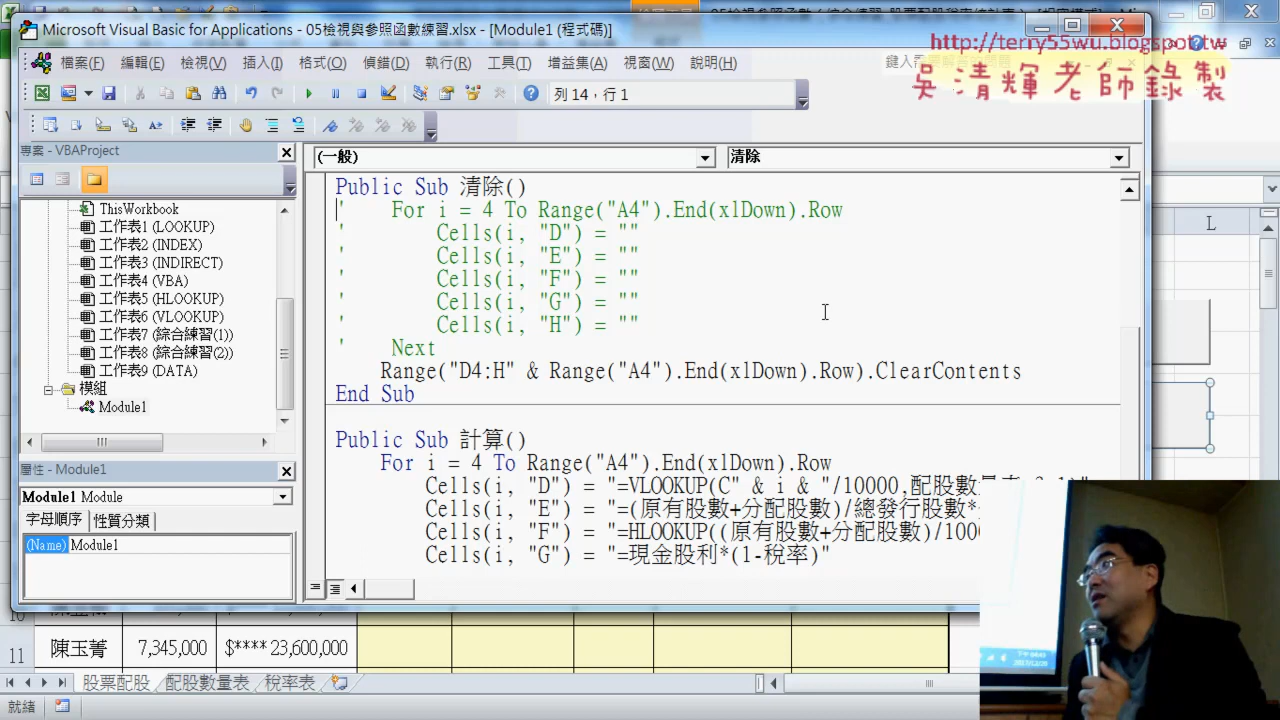 Microsoft Visual Basic for Applications - 05檢視與參照函數練習.xlsx - [Module1 (程式碼)]
http://terry55wu.blogspot.tw
吳清輝老師錄製
檔案(F) 編輯(E) 檢視(V) 插入(I) 格式(O) 偵錯(D) 執行(R) 工具(T) 增益集(A) 視窗(W) 說明(H)
列 14，行 1
專案 - VBAProject
(一般)
清除
ThisWorkbook
工作表1 (LOOKUP)
工作表2 (INDEX)
工作表3 (INDIRECT)
工作表4 (VBA)
工作表5 (HLOOKUP)
工作表6 (VLOOKUP)
工作表7 (綜合練習(1))
工作表8 (綜合練習(2))
工作表9 (DATA)
模組
Module1
屬性 - Module1
Module1 Module
字母順序 性質分類
(Name) Module1
Public Sub 清除()
'    For i = 4 To Range("A4").End(xlDown).Row
'        Cells(i, "D") = ""
'        Cells(i, "E") = ""
'        Cells(i, "F") = ""
'        Cells(i, "G") = ""
'        Cells(i, "H") = ""
'    Next
    Range("D4:H" & Range("A4").End(xlDown).Row).ClearContents
End Sub
Public Sub 計算()
    For i = 4 To Range("A4").End(xlDown).Row
        Cells(i, "D") = "=VLOOKUP(C" & i & "/10000,配股數
        Cells(i, "E") = "=(原有股數+分配股數)/總發行股數*
        Cells(i, "F") = "=HLOOKUP((原有股數+分配股數)/100
        Cells(i, "G") = "=現金股利*(1-稅率)"
L
11 陳玉菁 7,345,000 $**** 23,600,000
股票配股 配股數量表 稅率表
就緒